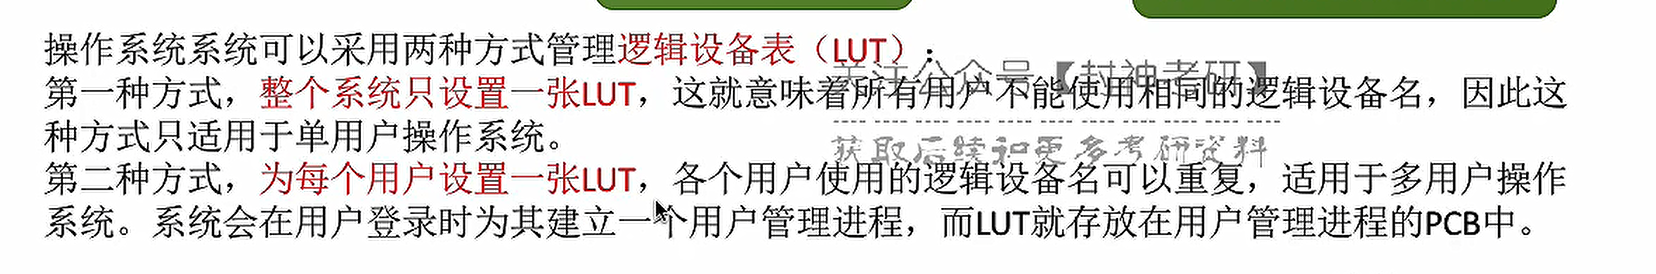 操作系统系统可以采用两种方式管理逻辑设备表（LUT）：
关注公众号【封神考研】
第一种方式，整个系统只设置一张LUT，这就意味着所有用户不能使用相同的逻辑设备名，因此这
种方式只适用于单用户操作系统。
获取后续和更多考研资料
第二种方式，为每个用户设置一张LUT，各个用户使用的逻辑设备名可以重复，适用于多用户操作
系统。系统会在用户登录时为其建立一个用户管理进程，而LUT就存放在用户管理进程的PCB中。